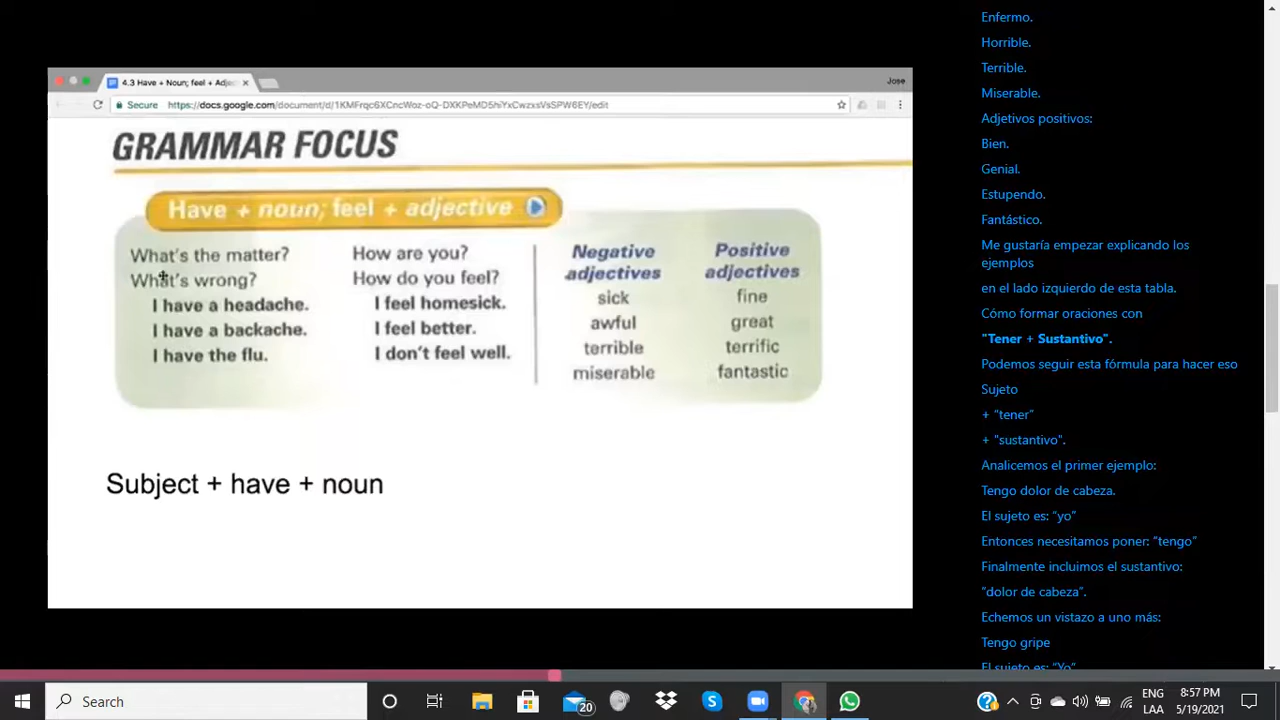 4.3 Have + Noun; feel + Adje
Jose
Secure
https://docs.google.com/document/d/1KMFrqc6XCncWoz-oQ-DXKPeMD5hiYxCwzxsVsSPW6EY/edit
GRAMMAR FOCUS
Have + noun; feel + adjective
What's the matter?
What's wrong?
I have a headache.
I have a backache.
I have the flu.
How are you?
How do you feel?
I feel homesick.
I feel better.
I don't feel well.
Negative
adjectives
sick
awful
terrible
miserable
Positive
adjectives
fine
great
terrific
fantastic
Subject + have + noun
Enfermo.
Horrible.
Terrible.
Miserable.
Adjetivos positivos:
Bien.
Genial.
Estupendo.
Fantástico.
Me gustaría empezar explicando los
ejemplos
en el lado izquierdo de esta tabla.
Cómo formar oraciones con
"Tener + Sustantivo".
Podemos seguir esta fórmula para hacer eso
Sujeto
+ "tener"
+ "sustantivo".
Analicemos el primer ejemplo:
Tengo dolor de cabeza.
El sujeto es: “yo”
Entonces necesitamos poner: “tengo”
Finalmente incluimos el sustantivo:
“dolor de cabeza”.
Echemos un vistazo a uno más:
Tengo gripe
El sujeto es: “Yo”
Search
20
ENG
LAA
8:57 PM
5/19/2021